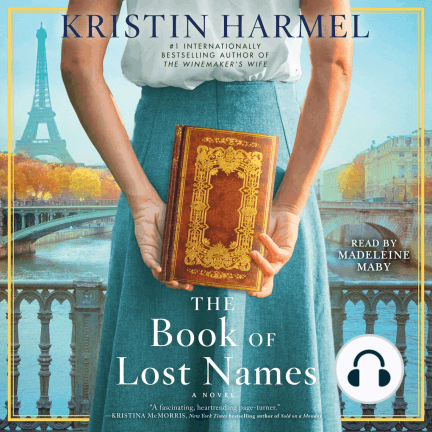 KRISTIN HARMEL
#1 INTERNATIONALLY
BESTSELLING AUTHOR OF
THE WINEMAKER'S WIFE
READ BY
MADELEINE
MABY
THE
BOOK OF
LOST NAMES
A NOVEL
"A fascinating, heartrending page-turner."
—KRISTINA MCMORRIS, New York Times bestselling author of Sold on a Monday